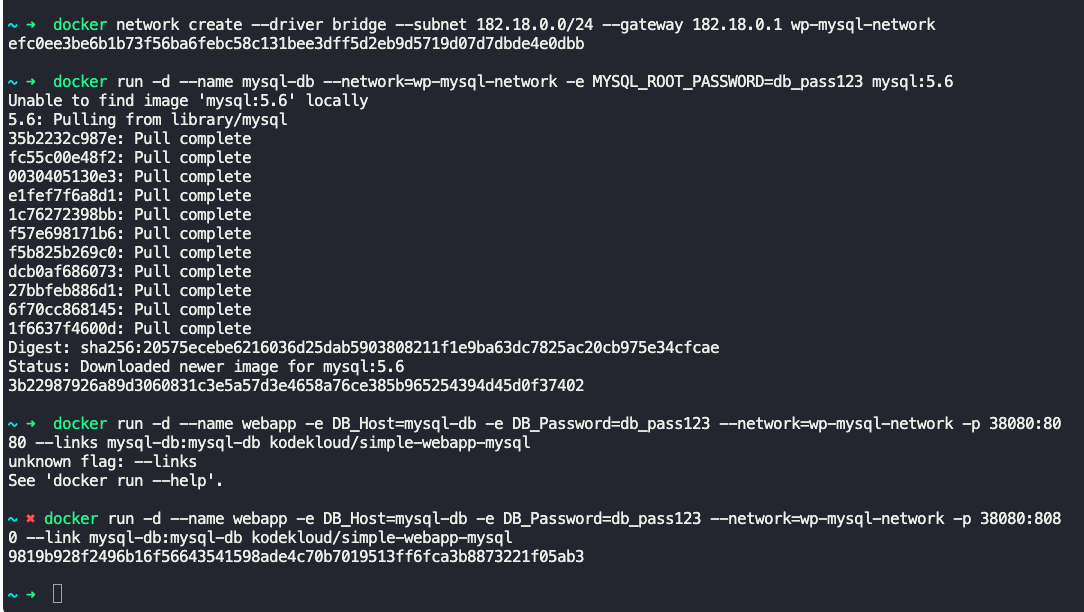 ~ ➜  docker network create --driver bridge --subnet 182.18.0.0/24 --gateway 182.18.0.1 wp-mysql-network
efc0ee3be6b1b73f56ba6febc58c131bee3dff5d2eb9d5719d07d7dbde4e0dbb
~ ➜  docker run -d --name mysql-db --network=wp-mysql-network -e MYSQL_ROOT_PASSWORD=db_pass123 mysql:5.6
Unable to find image 'mysql:5.6' locally
5.6: Pulling from library/mysql
35b2232c987e: Pull complete
fc55c00e48f2: Pull complete
0030405130e3: Pull complete
e1fef7f6a8d1: Pull complete
1c76272398bb: Pull complete
f57e698171b6: Pull complete
f5b825b269c0: Pull complete
dcb0af686073: Pull complete
27bbfeb886d1: Pull complete
6f70cc868145: Pull complete
1f6637f4600d: Pull complete
Digest: sha256:20575ecebe6216036d25dab5903808211f1e9ba63dc7825ac20cb975e34cfcae
Status: Downloaded newer image for mysql:5.6
3b22987926a89d3060831c3e5a57d3e4658a76ce385b965254394d45d0f37402
~ ➜  docker run -d --name webapp -e DB_Host=mysql-db -e DB_Password=db_pass123 --network=wp-mysql-network -p 38080:80
80 --links mysql-db:mysql-db kodekloud/simple-webapp-mysql
unknown flag: --links
See 'docker run --help'.
~ ✖ docker run -d --name webapp -e DB_Host=mysql-db -e DB_Password=db_pass123 --network=wp-mysql-network -p 38080:808
0 --link mysql-db:mysql-db kodekloud/simple-webapp-mysql
9819b928f2496b16f56643541598ade4c70b7019513ff6fca3b8873221f05ab3
~ ➜